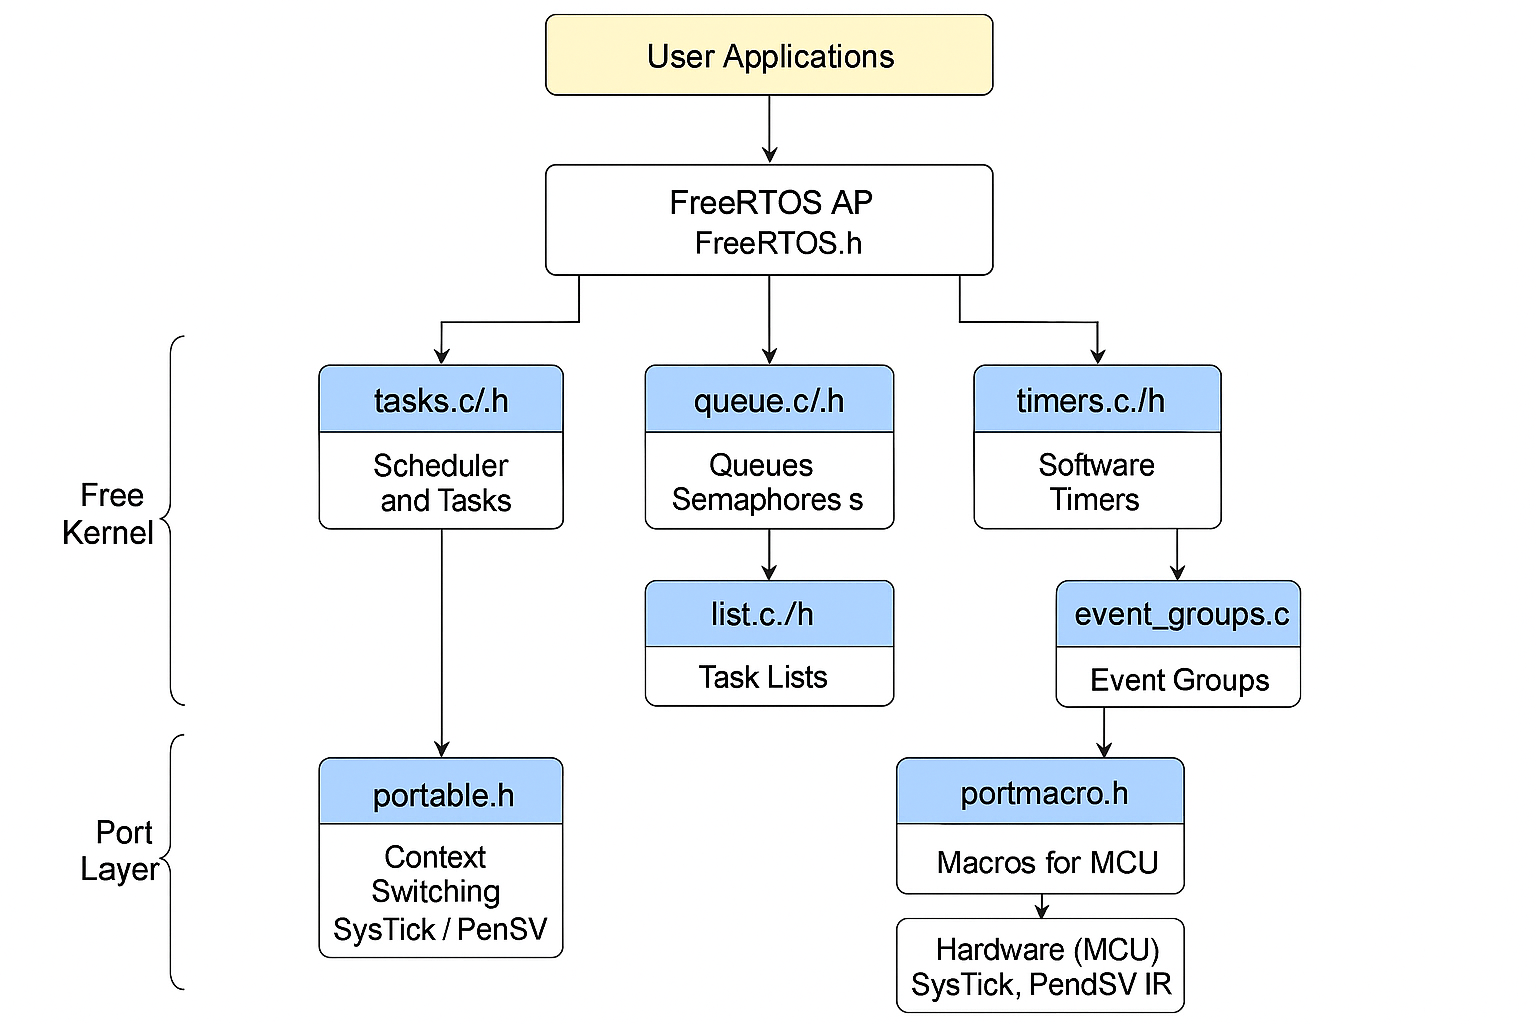 User Applications
FreeRTOS AP
FreeRTOS.h
tasks.c/.h
Scheduler
and Tasks
queue.c/.h
Queues
Semaphores s
timers.c./h
Software
Timers
Free
Kernel
list.c./h
Task Lists
event_groups.c
Event Groups
Port
Layer
portable.h
Context
Switching
SysTick / PenSV
portmacro.h
Macros for MCU
Hardware (MCU)
SysTick, PendSV IR